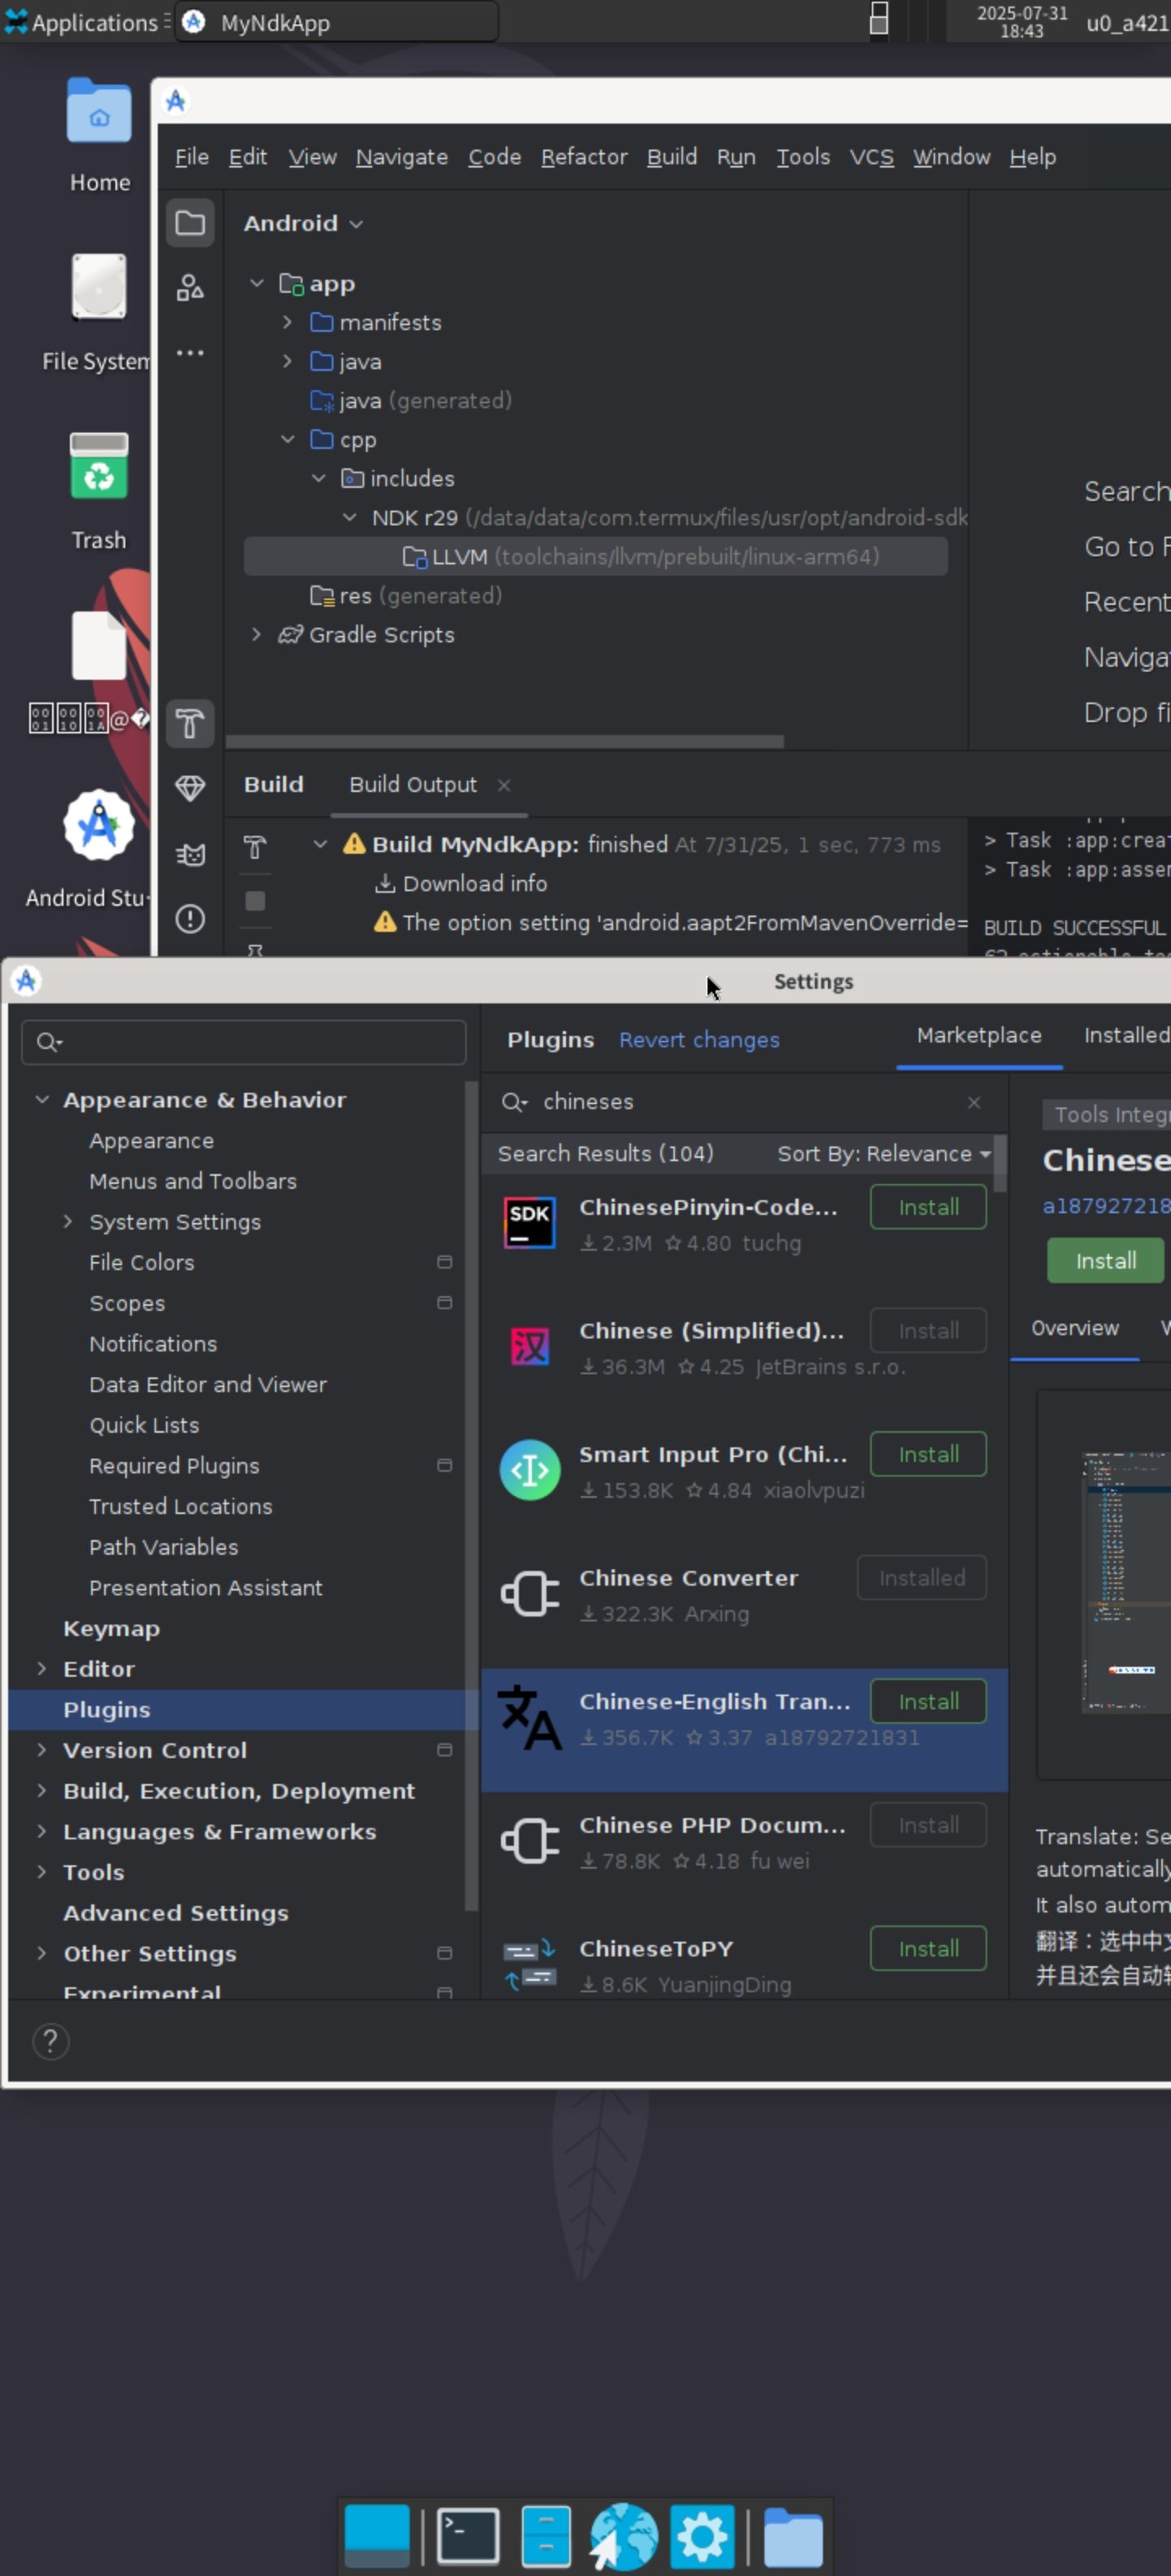 Applications
MyNdkApp
2025-07-31
18:43
u0_a421
Home
File System
Trash
Android Stu
File Edit View Navigate Code Refactor Build Run Tools VCS Window Help
Android
app
manifests
java
java (generated)
cpp
includes
NDK r29 (/data/data/com.termux/files/usr/opt/android-sdk
LLVM (toolchains/llvm/prebuilt/linux-arm64)
res (generated)
Gradle Scripts
Search
Go to F
Recent
Naviga
Drop fi
Build Build Output
Build MyNdkApp: finished At 7/31/25, 1 sec, 773 ms
Download info
The option setting 'android.aapt2FromMavenOverride=
> Task :app:crea
> Task :app:asse
BUILD SUCCESSFUL
Settings
Appearance & Behavior
Appearance
Menus and Toolbars
System Settings
File Colors
Scopes
Notifications
Data Editor and Viewer
Quick Lists
Required Plugins
Trusted Locations
Path Variables
Presentation Assistant
Keymap
Editor
Plugins
Version Control
Build, Execution, Deployment
Languages & Frameworks
Tools
Advanced Settings
Other Settings
Experimental
?
Plugins Revert changes Marketplace Installed
chineses
Search Results (104) Sort By: Relevance
SDK
ChinesePinyin-Code... Install
2.3M 4.80 tuchg
汉
Chinese (Simplified)... Install
36.3M 4.25 JetBrains s.r.o.
Smart Input Pro (Chi... Install
153.8K 4.84 xiaolvpuzi
Chinese Converter Installed
322.3K Arxing
Chinese-English Tran... Install
356.7K 3.37 a18792721831
Chinese PHP Docum... Install
78.8K 4.18 fu wei
ChineseToPY Install
8.6K YuanjingDing
Tools Integ
Chinese
a187927218
Install
Overview
Translate: Se
automatically
It also autom
翻译：选中中文
并且还会自动转